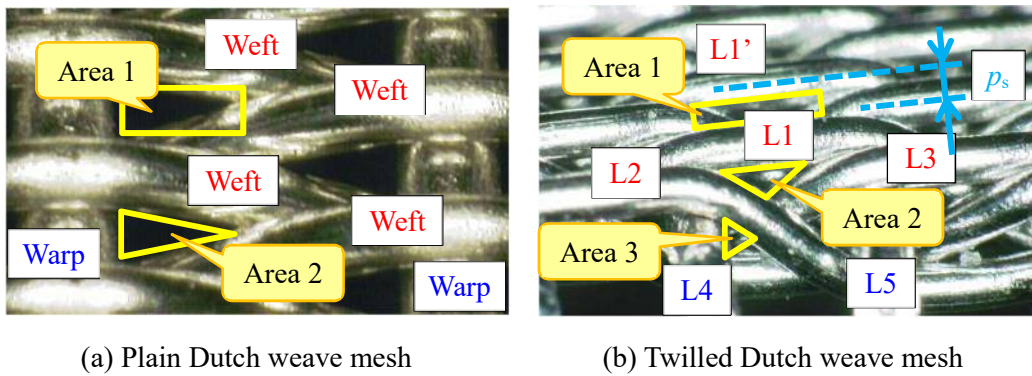 Weft
Area 1
Weft
Weft
Weft
Warp
Area 2
Warp
(a) Plain Dutch weave mesh
L1’
Area 1
pₛ
L1
L2
L3
Area 2
Area 3
L4
L5
(b) Twilled Dutch weave mesh